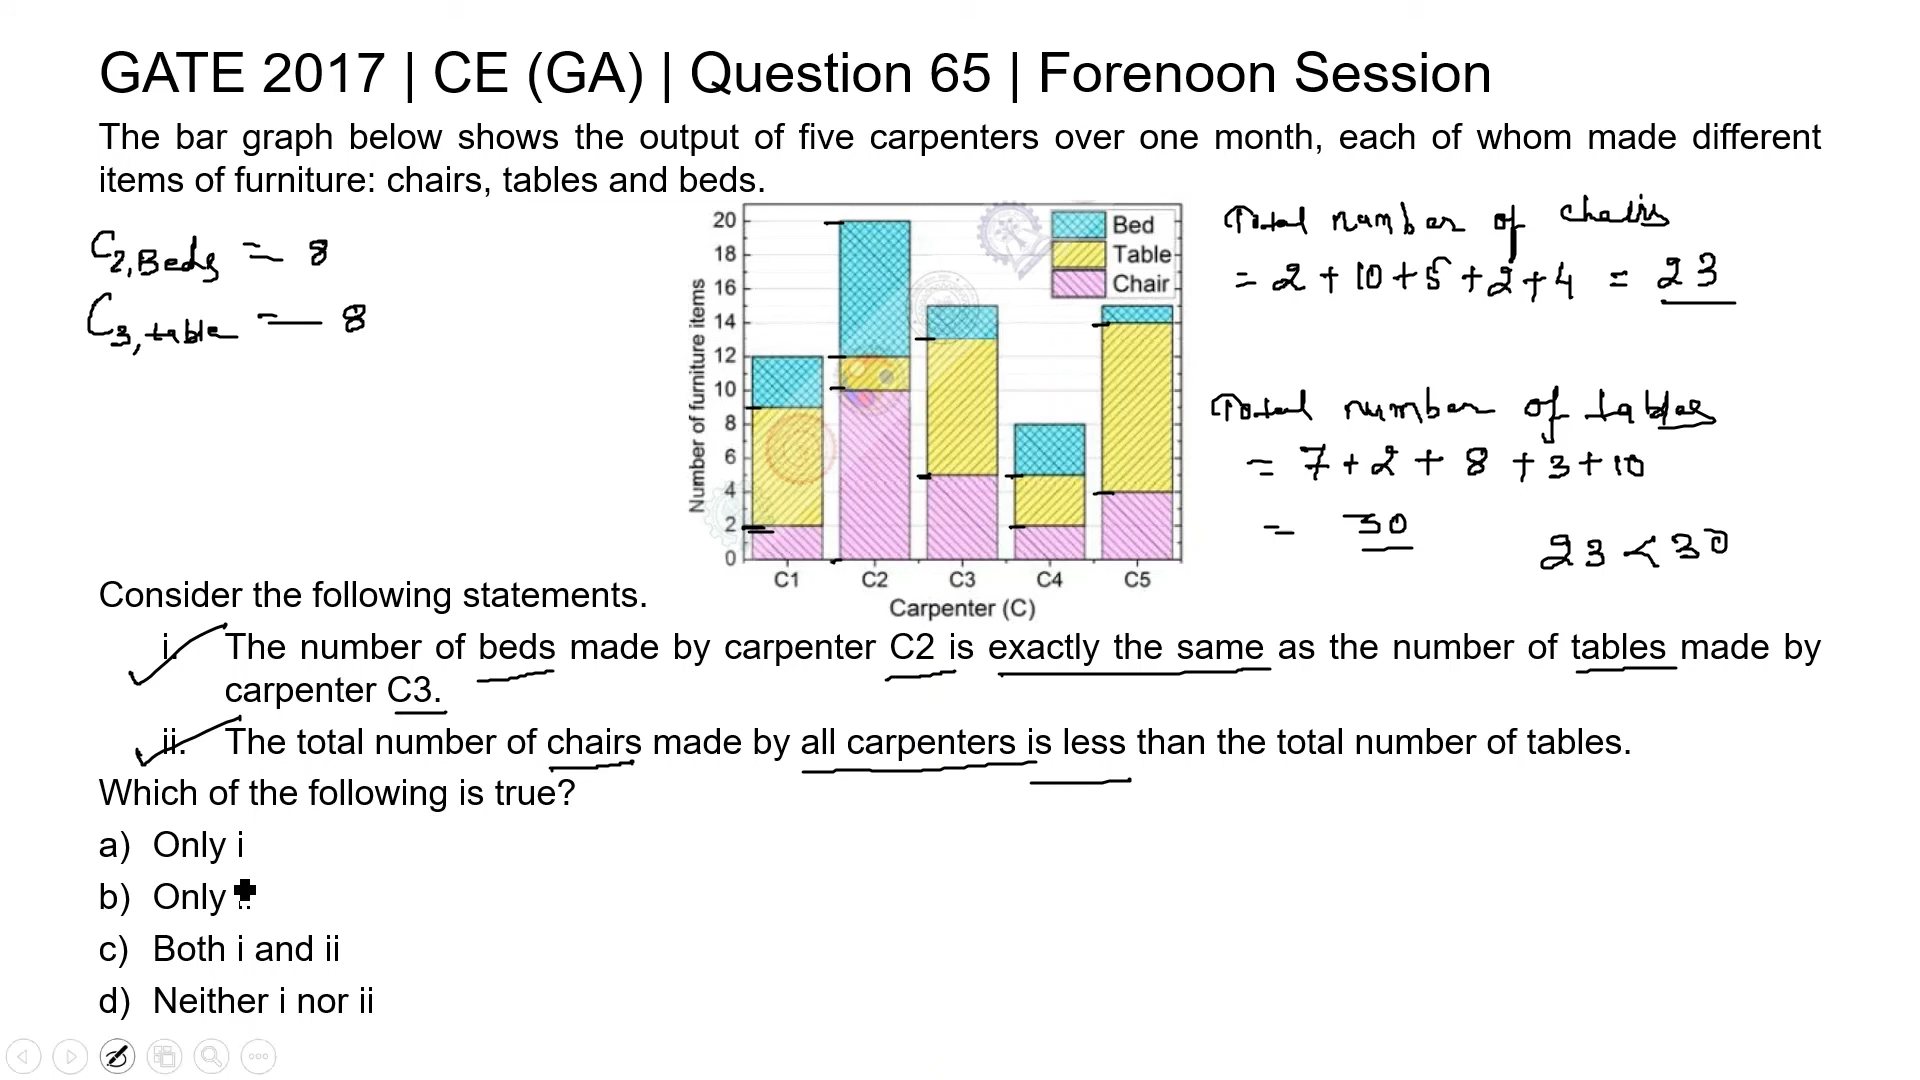 GATE 2017 | CE (GA) | Question 65 | Forenoon Session
The bar graph below shows the output of five carpenters over one month, each of whom made different
items of furniture: chairs, tables and beds.
C2,Beds = 8
C3,table = 8
20
18
16
14
12
10
8
6
4
2
0
Number of furniture items
Bed
Table
Chair
C1 C2 C3 C4 C5
Carpenter (C)
Total number of chairs
= 2 + 10 + 5 + 2 + 4 = 23
Total number of tables
= 7 + 2 + 8 + 3 + 10
= 30
23 < 30
Consider the following statements.
i. The number of beds made by carpenter C2 is exactly the same as the number of tables made by
carpenter C3.
ii. The total number of chairs made by all carpenters is less than the total number of tables.
Which of the following is true?
a) Only i
b) Only
c) Both i and ii
d) Neither i nor ii